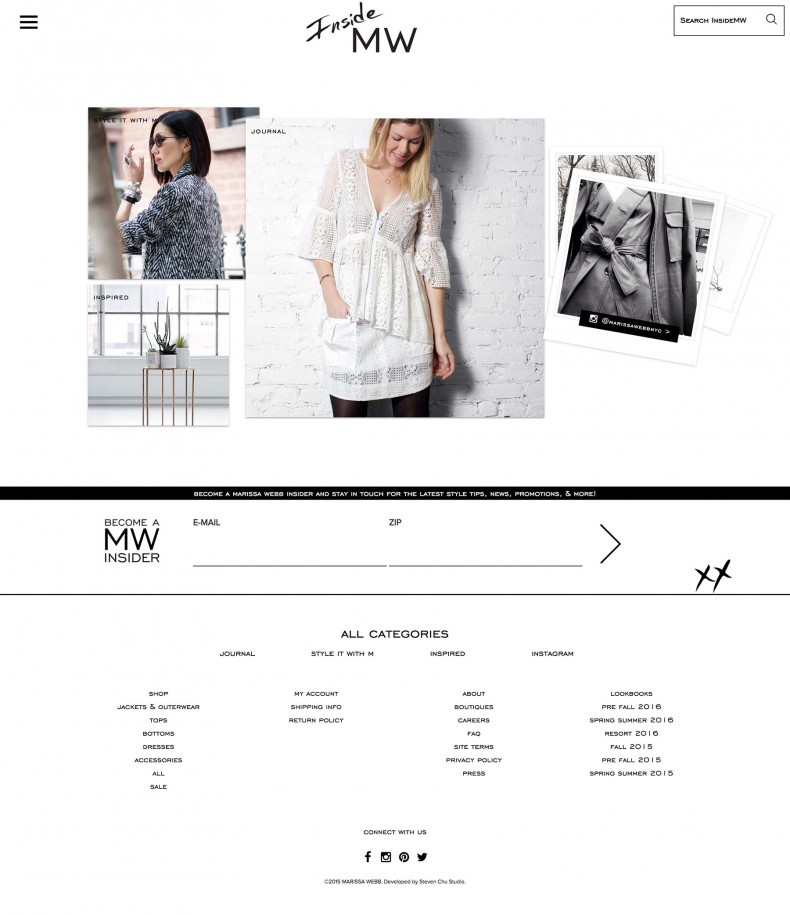 Inside
MW
Search InsideMW
STYLE IT WITH M
JOURNAL
INSPIRED
@MARISSAWEBBNYC >
BECOME A MARISSA WEBB INSIDER AND STAY IN TOUCH FOR THE LATEST STYLE TIPS, NEWS, PROMOTIONS, & MORE!
BECOME A
MW
INSIDER
E-MAIL
ZIP
XX
ALL CATEGORIES
JOURNAL
STYLE IT WITH M
INSPIRED
INSTAGRAM
SHOP
JACKETS & OUTERWEAR
TOPS
BOTTOMS
DRESSES
ACCESSORIES
ALL
SALE
MY ACCOUNT
SHIPPING INFO
RETURN POLICY
ABOUT
BOUTIQUES
CAREERS
FAQ
SITE TERMS
PRIVACY POLICY
PRESS
LOOKBOOKS
PRE FALL 2016
SPRING SUMMER 2016
RESORT 2016
FALL 2015
PRE FALL 2015
SPRING SUMMER 2015
CONNECT WITH US
©2015 MARISSA WEBB. Developed by Steven Chu Studio.